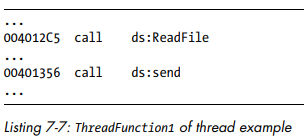 ...
004012C5 call ds:ReadFile
...
00401356 call ds:send
...
Listing 7-7: ThreadFunction1 of thread example